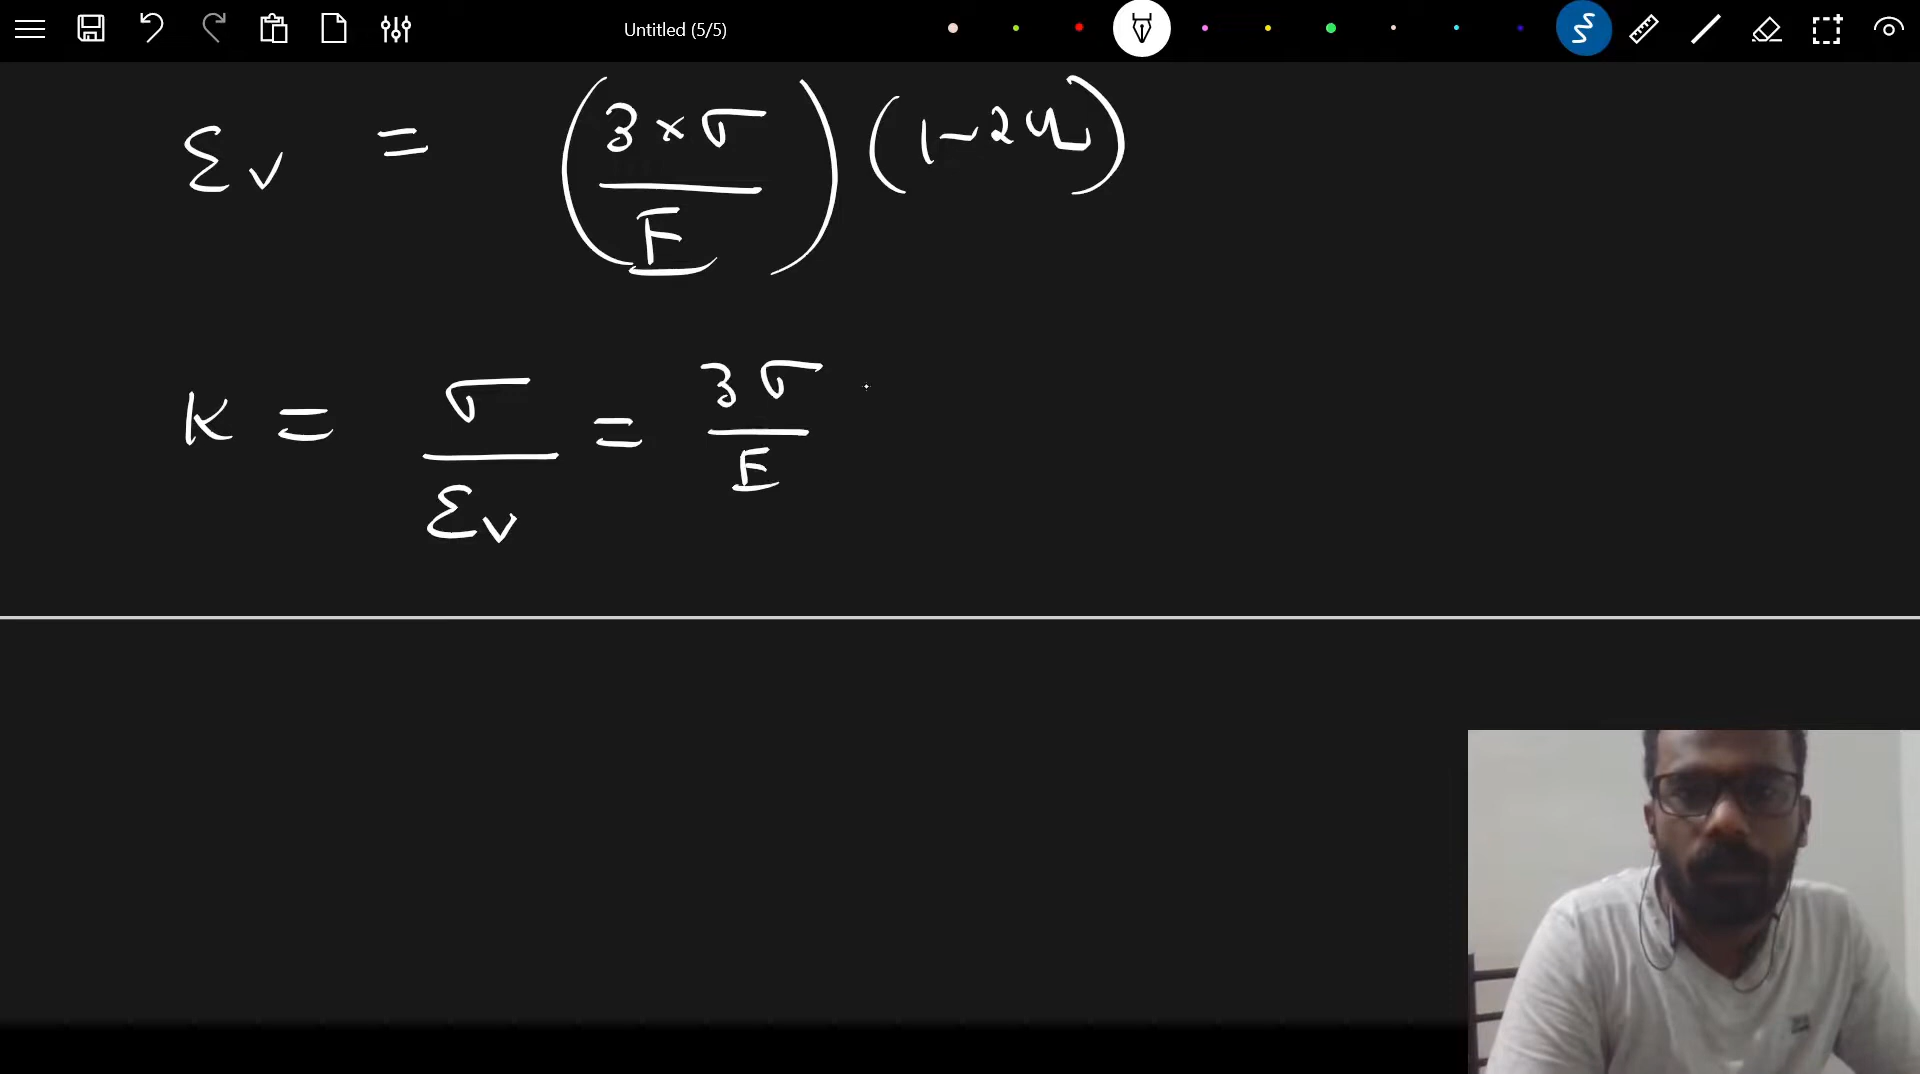 Untitled (5/5)
εv = (3 × σ / E) (1 − 2μ)
K = σ / εv = 3σ / E